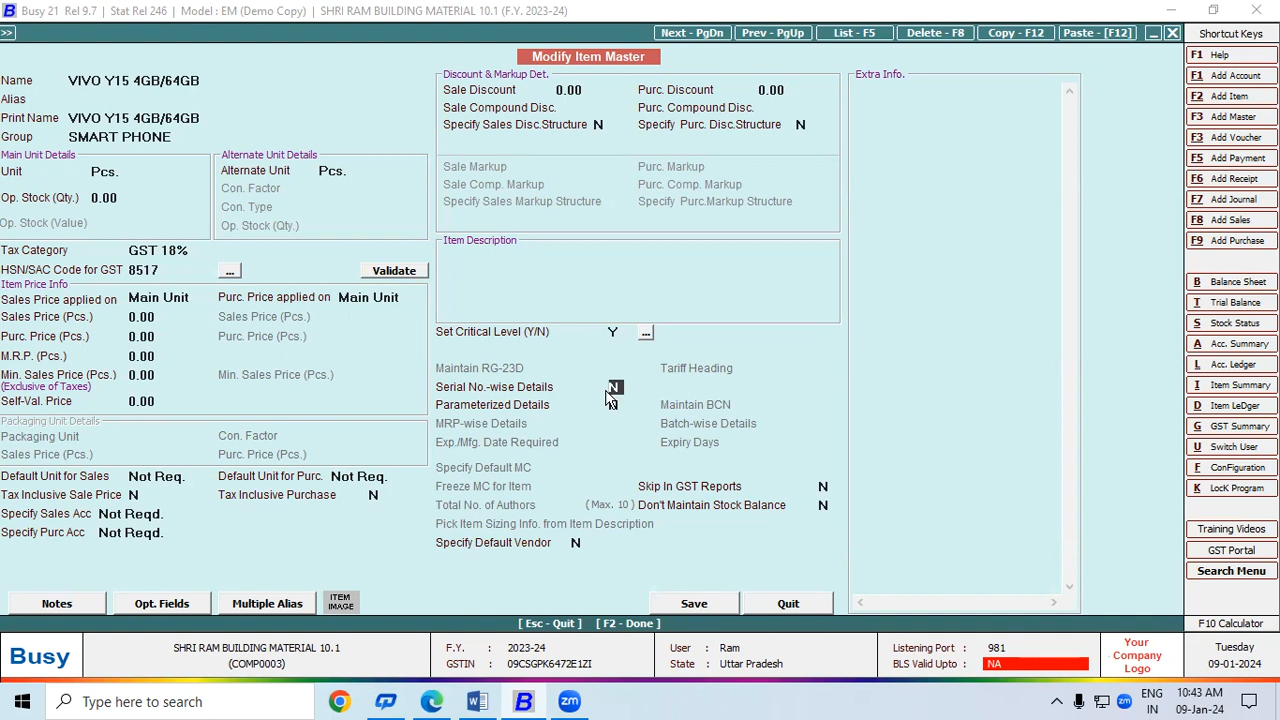 Busy 21 Rel 9.7 | Stat Rel 246 | Model : EM (Demo Copy) | SHRI RAM BUILDING MATERIAL 10.1 (F.Y. 2023-24)
>> Next - PgDn Prev - PgUp List - F5 Delete - F8 Copy - F12 Paste - [F12] Shortcut Keys
Modify Item Master
F1 Help
F1 Add Account
F2 Add Item
F3 Add Master
F3 Add Voucher
F5 Add Payment
F6 Add Receipt
F7 Add Journal
F8 Add Sales
F9 Add Purchase
B Balance Sheet
T Trial Balance
S Stock Status
A Acc. Summary
L Acc. Ledger
I Item Summary
D Item LeDger
G GST Summary
U Switch User
F ConFiguration
K LocK Program
Training Videos
GST Portal
Search Menu
F10 Calculator
Name VIVO Y15 4GB/64GB
Alias
Print Name VIVO Y15 4GB/64GB
Group SMART PHONE
Main Unit Details
Unit Pcs.
Op. Stock (Qty.) 0.00
Op. Stock (Value)
Alternate Unit Details
Alternate Unit Pcs.
Con. Factor
Con. Type
Op. Stock (Qty.)
Tax Category GST 18%
HSN/SAC Code for GST 8517 ... Validate
Item Price Info
Sales Price applied on Main Unit Purc. Price applied on Main Unit
Sales Price (Pcs.) 0.00 Sales Price (Pcs.)
Purc. Price (Pcs.) 0.00 Purc. Price (Pcs.)
M.R.P. (Pcs.) 0.00
Min. Sales Price (Pcs.) 0.00 Min. Sales Price (Pcs.)
(Exclusive of Taxes)
Self-Val. Price 0.00
Packaging Unit Details
Packaging Unit Con. Factor
Sales Price (Pcs.) Purc. Price (Pcs.)
Default Unit for Sales Not Req. Default Unit for Purc. Not Req.
Tax Inclusive Sale Price N Tax Inclusive Purchase N
Specify Sales Acc Not Reqd.
Specify Purc Acc Not Reqd.
Discount & Markup Det.
Sale Discount 0.00 Purc. Discount 0.00
Sale Compound Disc. Purc. Compound Disc.
Specify Sales Disc.Structure N Specify Purc. Disc.Structure N
Sale Markup Purc. Markup
Sale Comp. Markup Purc. Comp. Markup
Specify Sales Markup Structure Specify Purc.Markup Structure
Item Description
Set Critical Level (Y/N) Y ...
Maintain RG-23D Tariff Heading
Serial No.-wise Details N
Parameterized Details N Maintain BCN
MRP-wise Details Batch-wise Details
Exp./Mfg. Date Required Expiry Days
Specify Default MC
Freeze MC for Item Skip In GST Reports N
Total No. of Authors (Max. 10) Don't Maintain Stock Balance N
Pick Item Sizing Info. from Item Description
Specify Default Vendor N
Extra Info.
Notes Opt. Fields Multiple Alias ITEM IMAGE Save Quit
[ Esc - Quit ] [ F2 - Done ]
Busy
SHRI RAM BUILDING MATERIAL 10.1
(COMP0003)
F.Y. : 2023-24
GSTIN : 09CSGPK6472E1ZI
User : Ram
State : Uttar Pradesh
Listening Port : 981
BLS Valid Upto : NA
Your Company Logo
Tuesday
09-01-2024
Type here to search
ENG
IN
10:43 AM
09-Jan-24